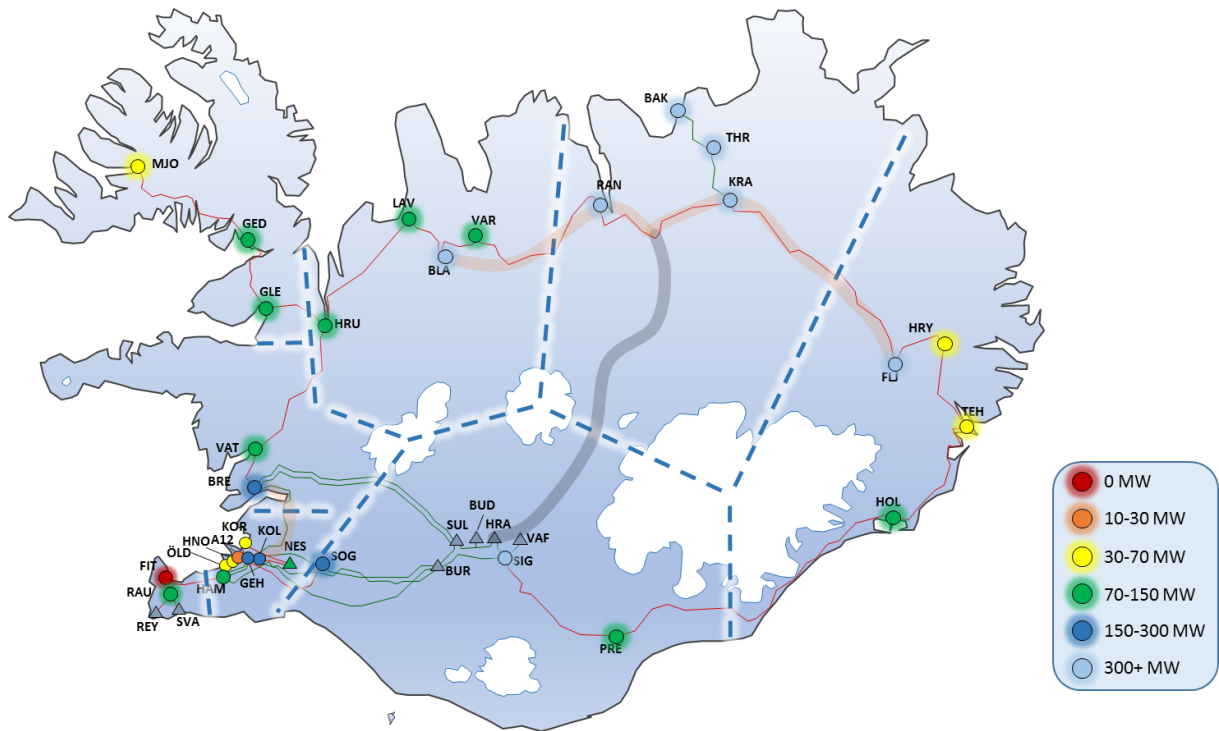 BAK
THR
MJO
KRA
RAN
LAV
VAR
GED
BLA
GLE
HRU
HRY
FLJ
TEH
VAT
BRE
HOL
BUD
SUL
HRA
VAF
KOR
KOL
HNO
A12
NES
ÖLD
SOG
SIG
FIT
BUR
GEH
HAM
RAU
SVA
REY
PRE
0 MW
10-30 MW
30-70 MW
70-150 MW
150-300 MW
300+ MW